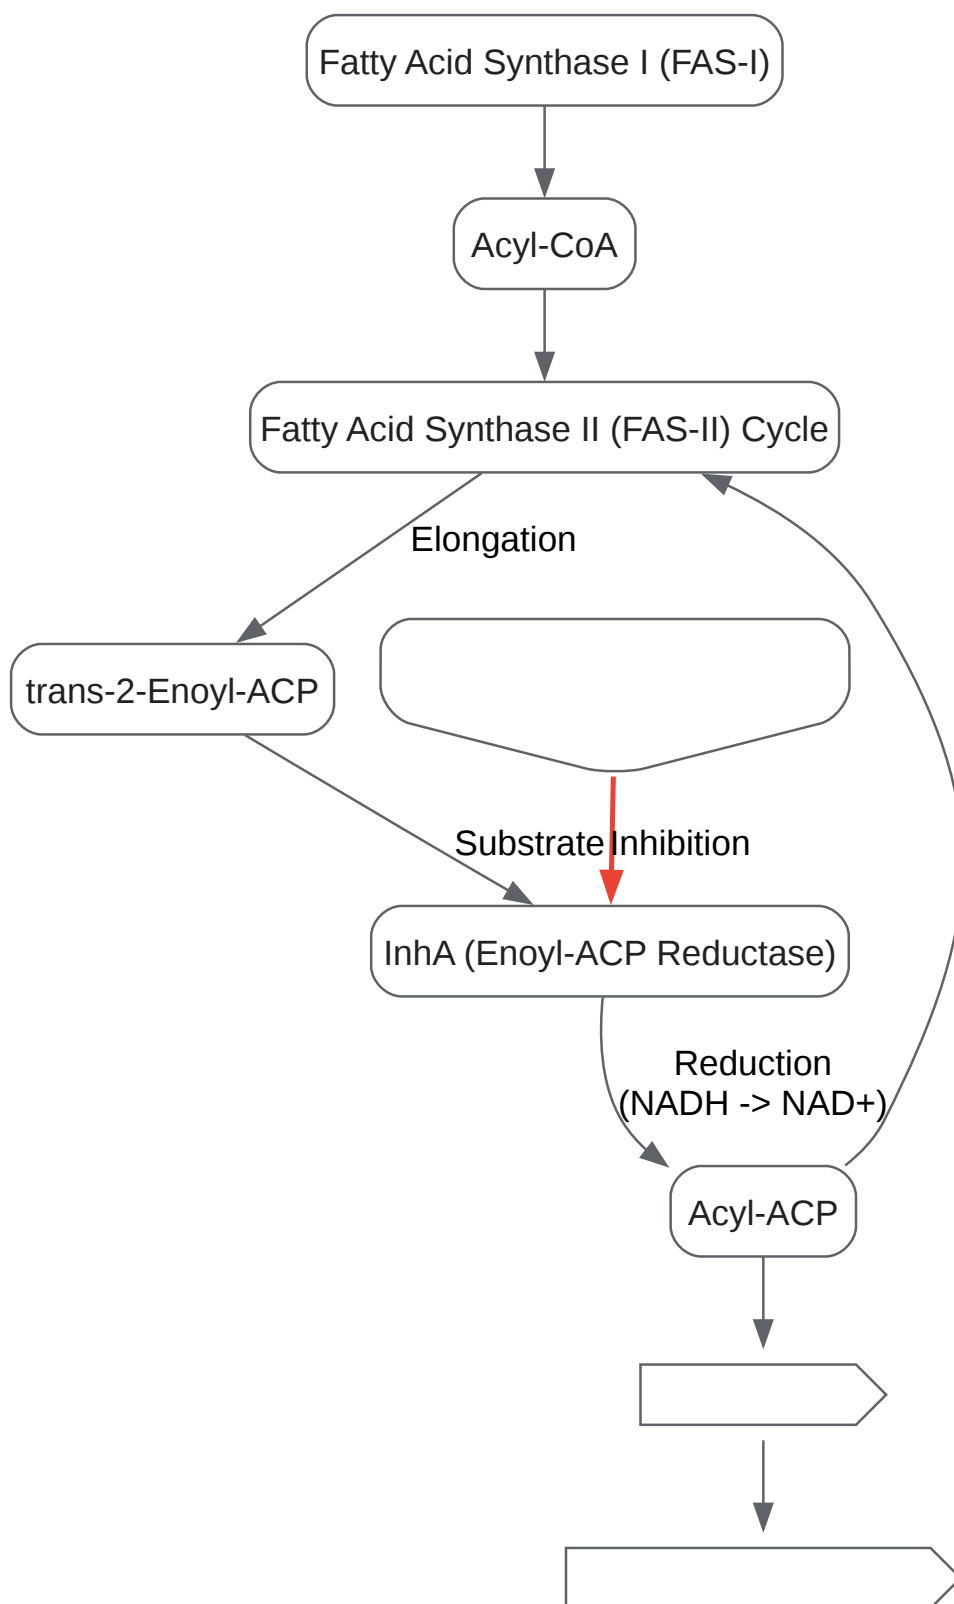 Fatty Acid Synthase I (FAS-I)
Acyl-CoA
Fatty Acid Synthase II (FAS-II) Cycle
Elongation
trans-2-Enoyl-ACP
Substrate
Inhibition
InhA (Enoyl-ACP Reductase)
Reduction
(NADH -> NAD+)
Acyl-ACP